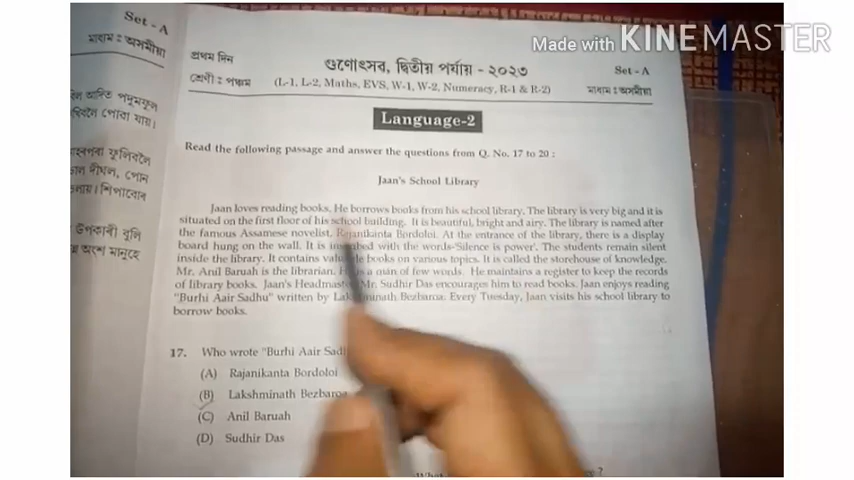 Made with KINEMASTER
Set - A
মাধ্যম : অসমীয়া
প্ৰথম দিন
গুণোৎসৱ, দ্বিতীয় পৰ্যায় - ২০২৩
Set - A
শ্ৰেণী : পঞ্চম
(L-1, L-2, Maths, EVS, W-1, W-2, Numeracy, R-1 & R-2)
মাধ্যম : অসমীয়া
Language-2
Read the following passage and answer the questions from Q. No. 17 to 20 :
Jaan's School Library
Jaan loves reading books. He borrows books from his school library. The library is very big and it is
situated on the first floor of his school building. It is beautiful, bright and airy. The library is named after
the famous Assamese novelist, Rajanikanta Bordoloi. At the entrance of the library, there is a display
board hung on the wall. It is with the words-'Silence is power'. The students remain silent
inside the library. It contains books on various topics. It is called the storehouse of knowledge.
Mr. Anil Baruah is the librarian. is a man of few words. He maintains a register to keep the records
of library books. Jaan's Mr. Sudhir Das encourages him to read books. Jaan enjoys reading
"Burhi Aair Sadhu" written by Lakshminath Bezbaroa. Every Tuesday, Jaan visits his school library to
borrow books.
17. Who wrote "Burhi Aair
(A) Rajanikanta Bordoloi
(B) Lakshminath Bezbaroa
(C) Anil Baruah
(D) Sudhir Das